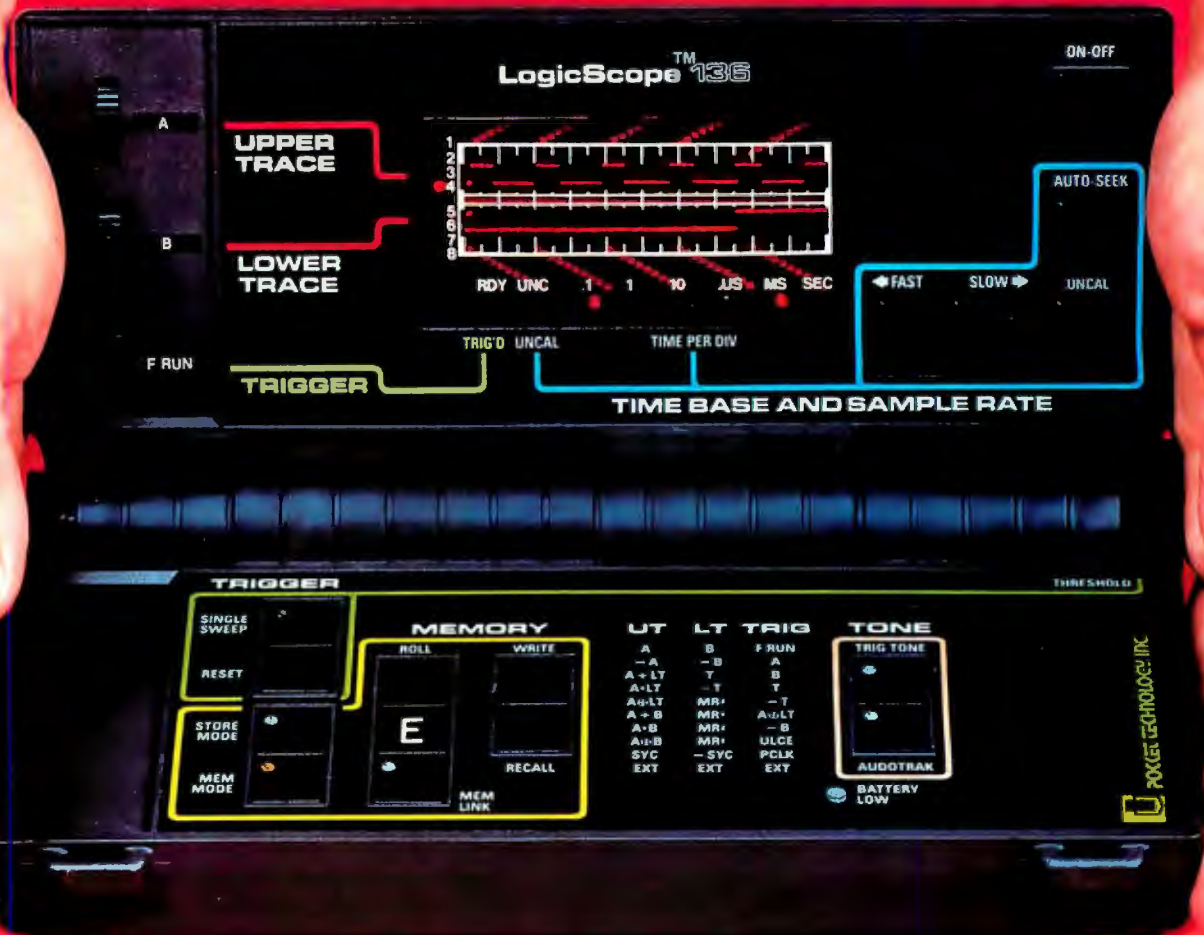 LogicScope™ 136
ON-OFF
A
UPPER
TRACE
1
2
3
4
5
6
7
8
B
LOWER
TRACE
RDY UNC .1 1 10 .US MS SEC
AUTO-SEEK
FAST SLOW UNCAL
F RUN
TRIGGER
TRIG'D UNCAL TIME PER DIV
TIME BASE AND SAMPLE RATE
TRIGGER
THRESHOLD
SINGLE
SWEEP
RESET
STORE
MODE
MEM
MODE
MEMORY
ROLL WRITE
E
RECALL
MEM
LINK
UT LT TRIG
A B F RUN
-A -B A
A+LT T B
A•LT -T T
A⊕LT MR• -T
A+B MR• A⊕LT
A•B MR• -B
A⊕B MR• ULCE
SYC -SYC PCLK
EXT EXT EXT
TONE
TRIG TONE
AUDOTRAK
BATTERY
LOW
POCKET TECHNOLOGY INC